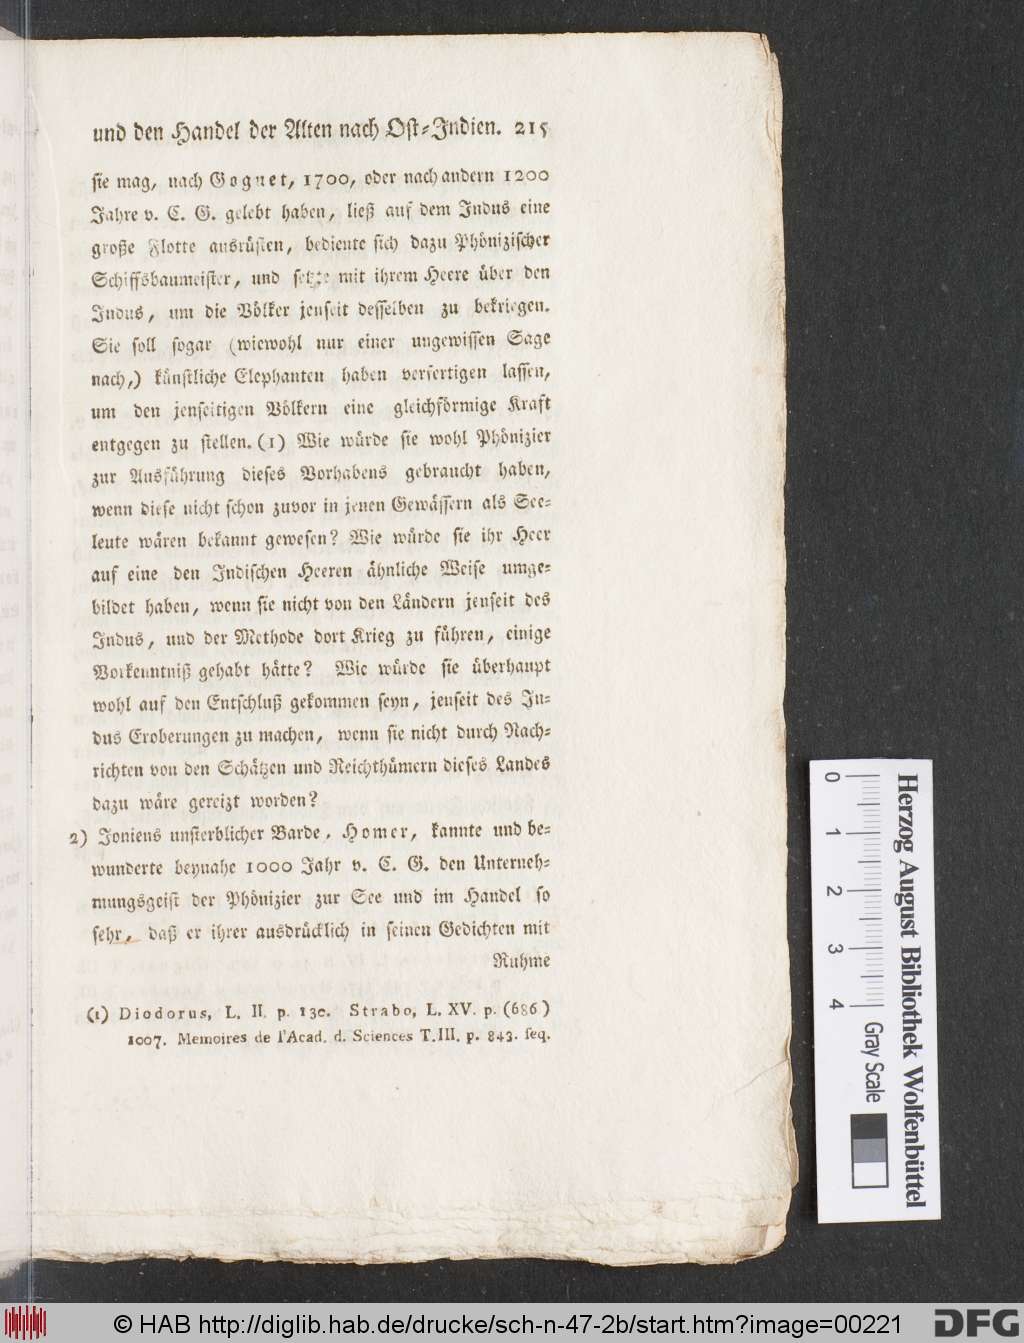 und den Handel der Alten nach Ost-Indien. 215
sie mag, nach Goguet, 1700, oder nach andern 1200
Jahre v. C. G. gelebt haben, ließ auf dem Indus eine
große Flotte ausrüsten, bediente sich dazu Phönizischer
Schiffsbaumeister, und setzte mit ihrem Heere über den
Indus, um die Völker jenseit desselben zu bekriegen.
Sie soll sogar (wiewohl nur einer ungewissen Sage
nach,) künstliche Elephanten haben verfertigen lassen,
um den jenseitigen Völkern eine gleichförmige Kraft
entgegen zu stellen. (1) Wie würde sie wohl Phönizier
zur Ausführung dieses Vorhabens gebraucht haben,
wenn diese nicht schon zuvor in jenen Gewässern als See-
leute wären bekannt gewesen? Wie würde sie ihr Heer
auf eine den Indischen Heeren ähnliche Weise umge-
bildet haben, wenn sie nicht von den Ländern jenseit des
Indus, und der Methode dort Krieg zu führen, einige
Vorkenntniß gehabt hätte? Wie würde sie überhaupt
wohl auf den Entschluß gekommen seyn, jenseit des In-
dus Eroberungen zu machen, wenn sie nicht durch Nach-
richten von den Schätzen und Reichthümern dieses Landes
dazu wäre gereizt worden?
2) Joniens unsterblicher Barde, Homer, kannte und be-
wunderte beynahe 1000 Jahr v. C. G. den Unterneh-
mungsgeist der Phönizier zur See und im Handel so
sehr, daß er ihrer ausdrücklich in seinen Gedichten mit
Ruhme
(1) Diodorus, L. II. p. 130. Strabo, L. XV. p. (686)
1007. Memoires de l'Acad. d. Sciences T. III. p. 843. seq.
Herzog August Bibliothek Wolfenbüttel
0 1 2 3 4 Gray Scale
© HAB http://diglib.hab.de/drucke/sch-n-47-2b/start.htm?image=00221
DFG